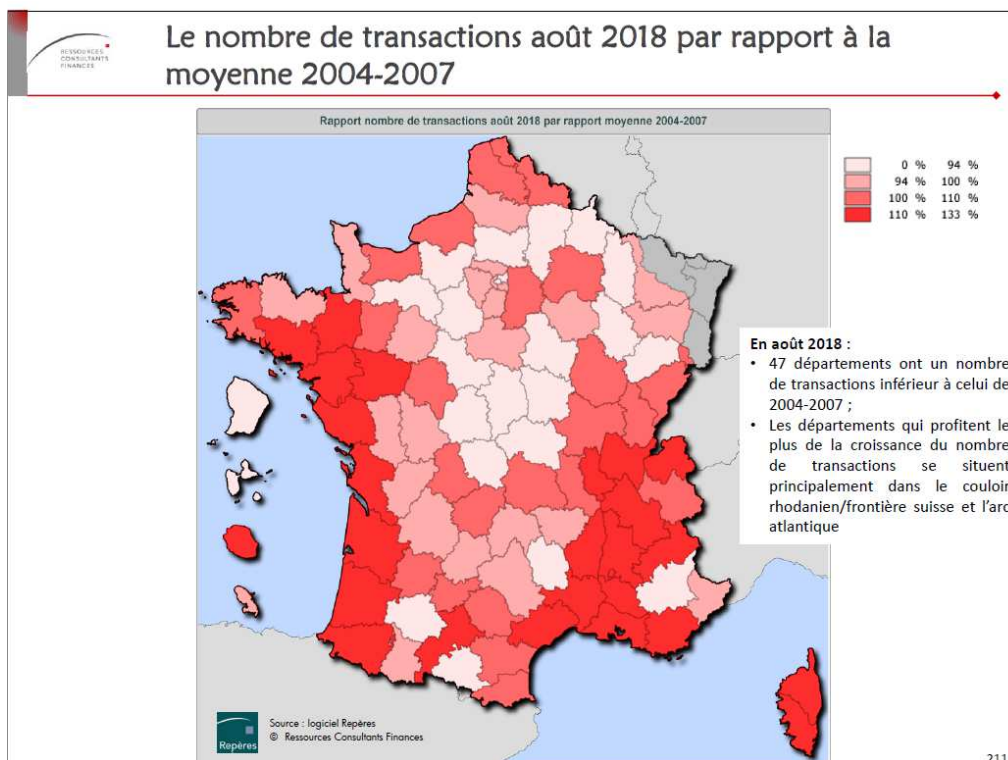 RESSOURCES
CONSULTANTS
FINANCES
Le nombre de transactions août 2018 par rapport à la
moyenne 2004-2007
Rapport nombre de transactions août 2018 par rapport moyenne 2004-2007
0 % 94 %
94 % 100 %
100 % 110 %
110 % 133 %
En août 2018 :
• 47 départements ont un nombre
de transactions inférieur à celui de
2004-2007 ;
• Les départements qui profitent le
plus de la croissance du nombre
de transactions se situent
principalement dans le couloir
rhodanien/frontière suisse et l'arc
atlantique
Repères
Source : logiciel Repères
© Ressources Consultants Finances
211